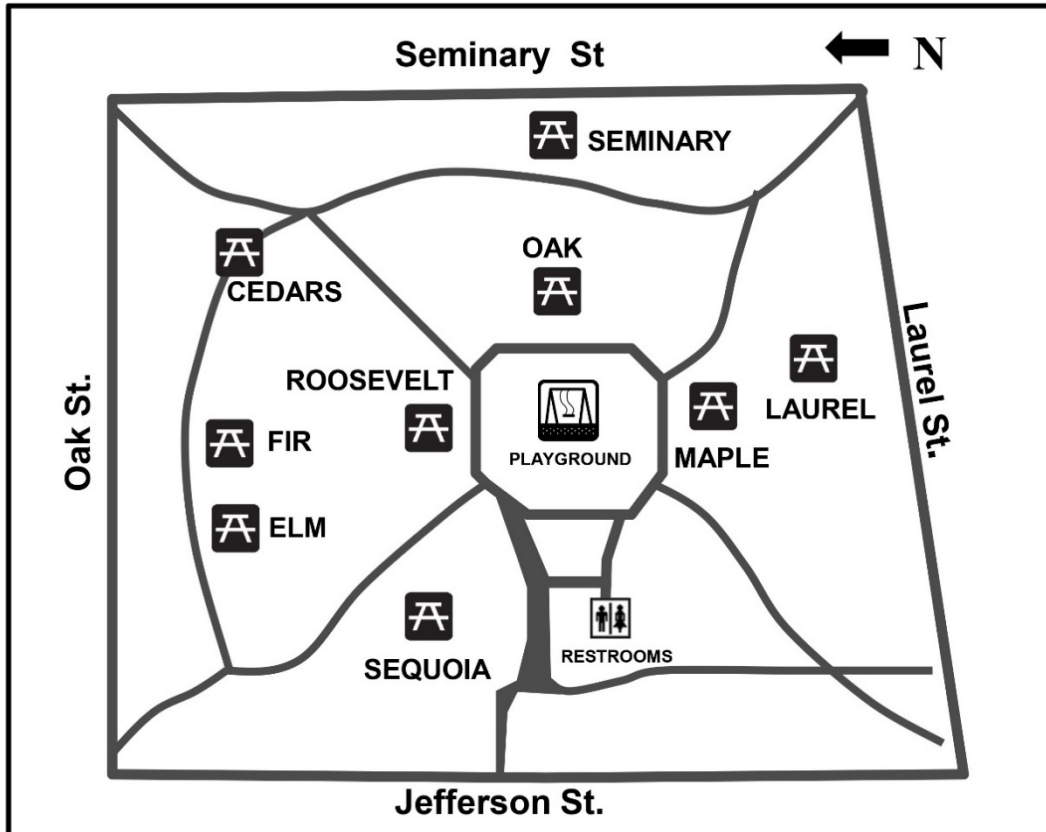 Seminary St
N
SEMINARY
OAK
CEDARS
Laurel St.
ROOSEVELT
LAUREL
Oak St.
FIR
PLAYGROUND
MAPLE
ELM
RESTROOMS
SEQUOIA
Jefferson St.